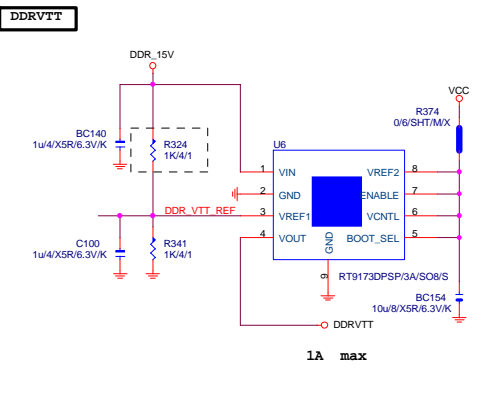 DDRVTT
DDR_15V
VCC
R374
0/6/SHT/M/X
BC140
1u/4/X5R/6.3V/K
R324
1K/4/1
U6
1
VIN
VREF2
8
2
GND
ENABLE
7
DDR_VTT_REF
3
VREF1
VCNTL
6
4
VOUT
BOOT_SEL
5
GND
9
C100
1u/4/X5R/6.3V/K
R341
1K/4/1
RT9173DPSP/3A/SO8/S
BC154
10u/8/X5R/6.3V/K
DDRVTT
1A max